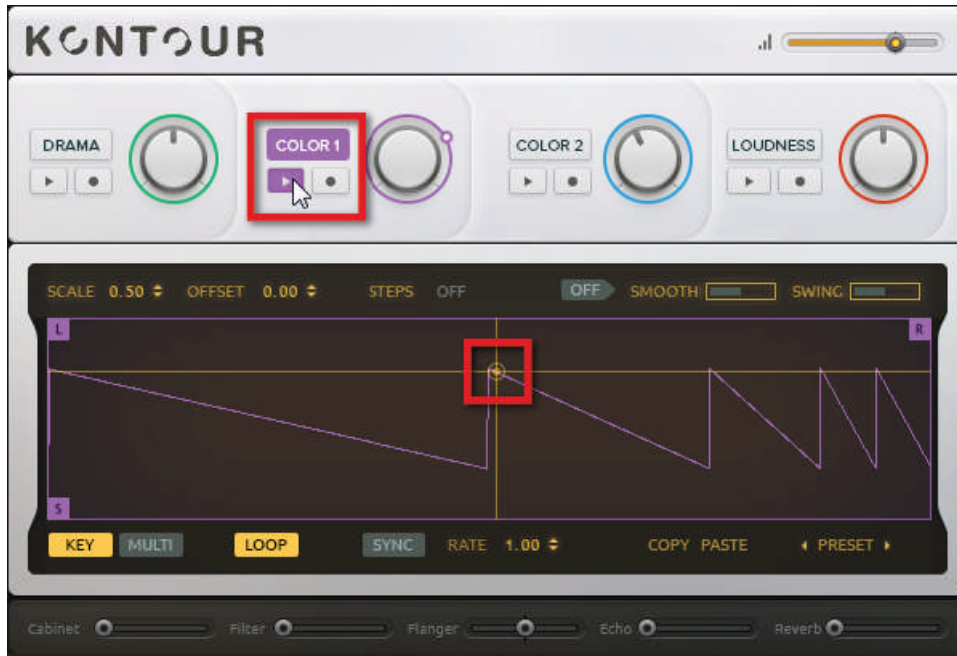 KONTOUR
DRAMA COLOR 1 COLOR 2 LOUDNESS
SCALE 0.50 OFFSET 0.00 STEPS OFF OFF SMOOTH SWING
L R
S
KEY MULTI LOOP SYNC RATE 1.00 COPY PASTE PRESET
Cabinet Filter Flanger Echo Reverb